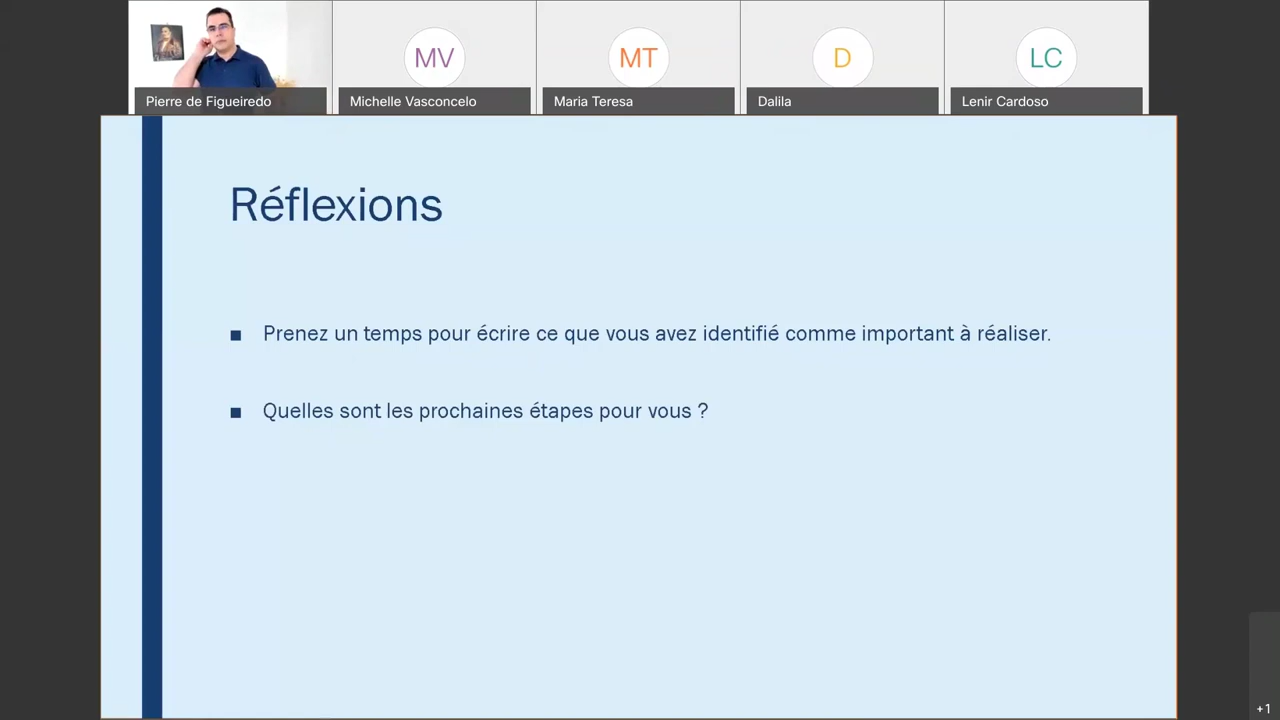 MV
MT
D
LC
Pierre de Figueiredo
Michelle Vasconcelo
Maria Teresa
Dalila
Lenir Cardoso
Réflexions
■ Prenez un temps pour écrire ce que vous avez identifié comme important à réaliser.
■ Quelles sont les prochaines étapes pour vous ?
+1